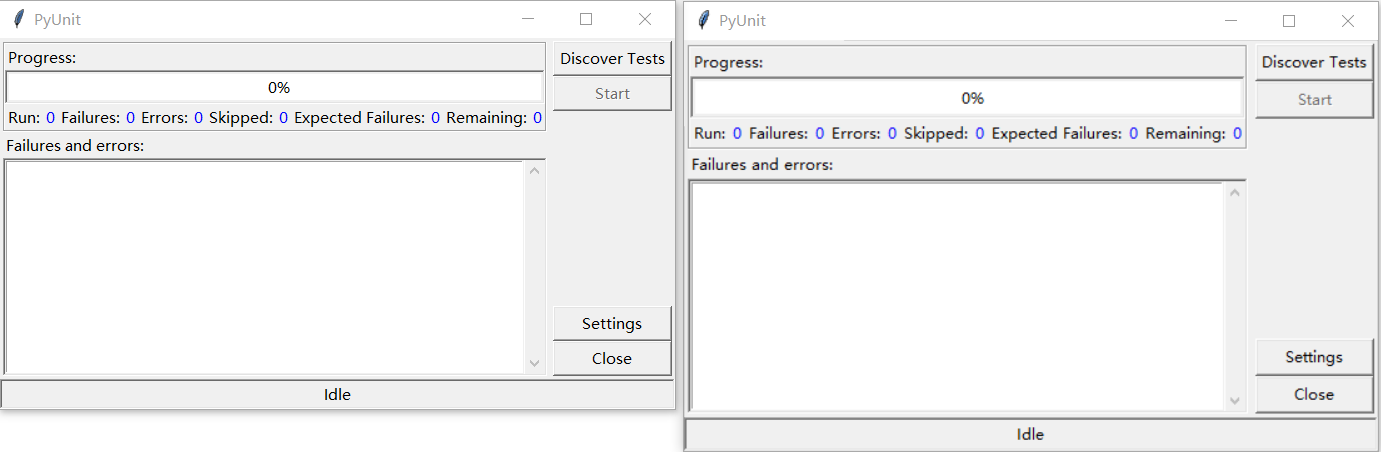 PyUnit
Progress:
Discover Tests
0%
Start
Run: 0 Failures: 0 Errors: 0 Skipped: 0 Expected Failures: 0 Remaining: 0
Failures and errors:
Settings
Close
Idle
PyUnit
Progress:
Discover Tests
0%
Start
Run: 0 Failures: 0 Errors: 0 Skipped: 0 Expected Failures: 0 Remaining: 0
Failures and errors:
Settings
Close
Idle